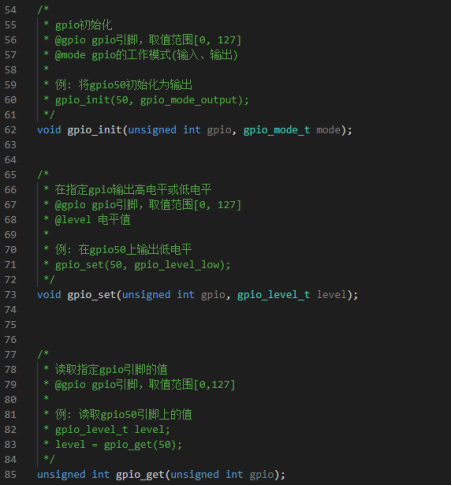 54 /*
55  * gpio初始化
56  * @gpio gpio引脚, 取值范围[0, 127]
57  * @mode gpio的工作模式(输入、输出)
58  *
59  * 例: 将gpio50初始化为输出
60  * gpio_init(50, gpio_mode_output);
61  */
62 void gpio_init(unsigned int gpio, gpio_mode_t mode);
63
64
65 /*
66  * 在指定gpio输出高电平或低电平
67  * @gpio gpio引脚, 取值范围[0, 127]
68  * @level 电平值
69  *
70  * 例: 在gpio50上输出低电平
71  * gpio_set(50, gpio_level_low);
72  */
73 void gpio_set(unsigned int gpio, gpio_level_t level);
74
75
76
77 /*
78  * 读取指定gpio引脚的值
79  * @gpio gpio引脚, 取值范围[0,127]
80  *
81  * 例: 读取gpio50引脚上的值
82  * gpio_level_t level;
83  * level = gpio_get(50);
84  */
85 unsigned int gpio_get(unsigned int gpio);